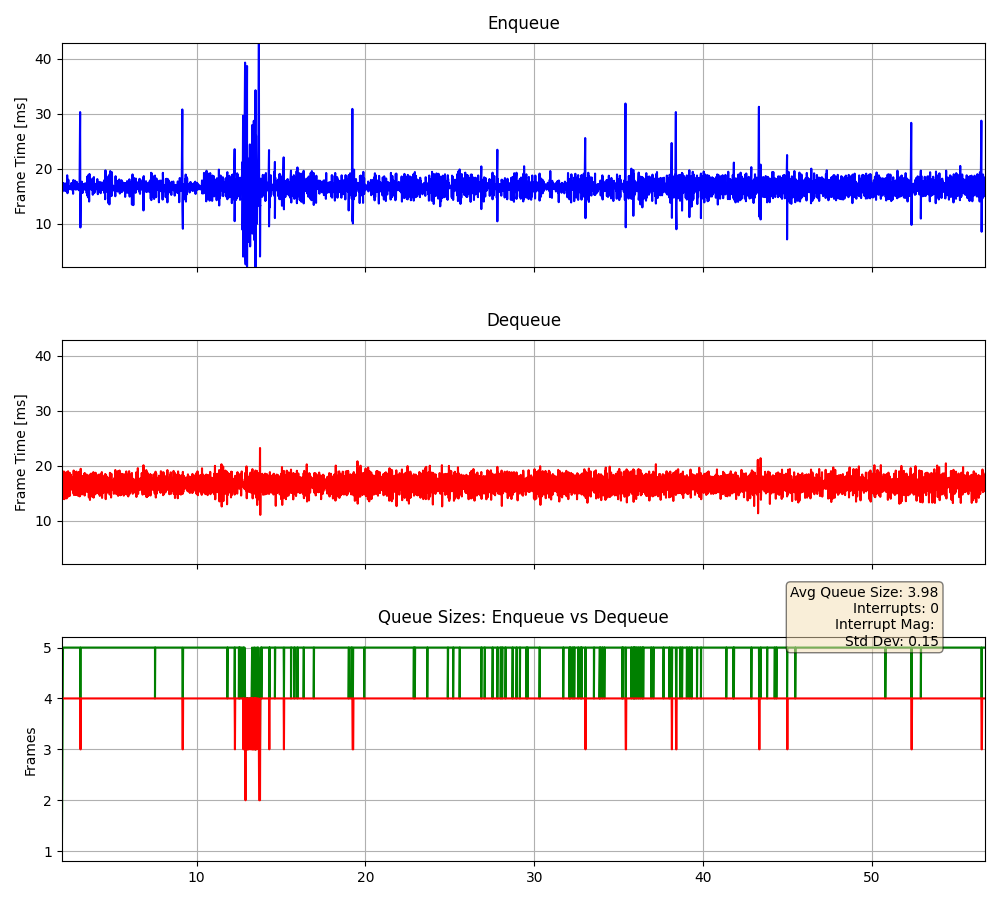 Enqueue
Frame Time [ms]
40
30
20
10
Dequeue
Frame Time [ms]
40
30
20
10
Avg Queue Size: 3.98
Interrupts: 0
Interrupt Mag:
Std Dev: 0.15
Queue Sizes: Enqueue vs Dequeue
Frames
5
4
3
2
1
10 20 30 40 50